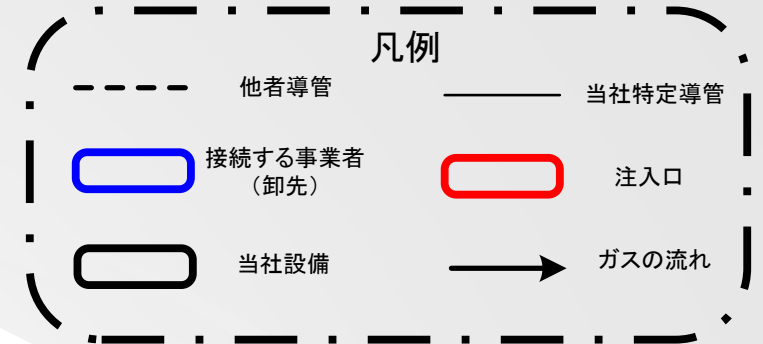 凡例
他者導管
当社特定導管
接続する事業者
（卸先）
注入口
当社設備
ガスの流れ